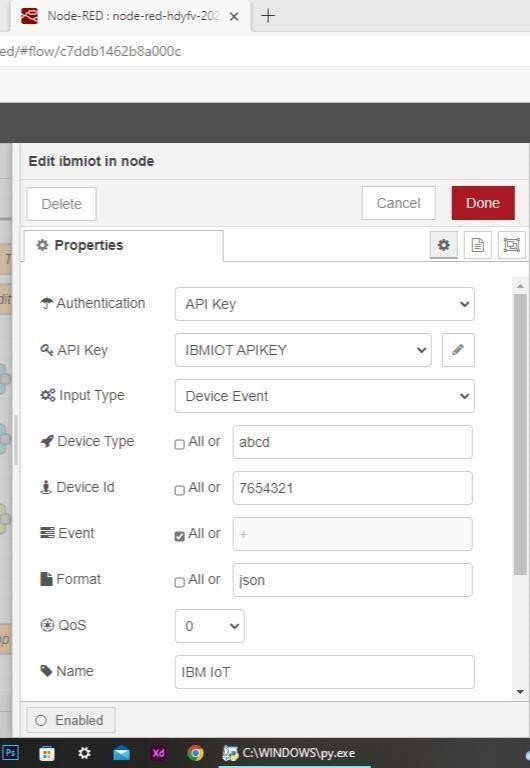 Node-RED : node-red-hdyfv-202
ed/#flow/c7ddb1462b8a000c
Edit ibmiot in node
Delete
Cancel
Done
Properties
Authentication
API Key
API Key
IBMIOT APIKEY
Input Type
Device Event
Device Type
All or
abcd
Device Id
All or
7654321
Event
All or
+
Format
All or
json
QoS
0
Name
IBM IoT
Enabled
Ps
Xd
C:\WINDOWS\py.exe